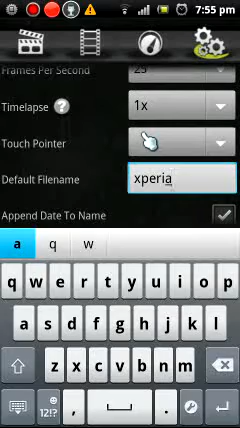 7:55 pm
Frames Per Second 25
Timelapse ? 1x
Touch Pointer
Default Filename xperia
Append Date To Name
a q w
q w e r t y u i o p
a s d f g h j k l
z x c v b n m
12!? , .